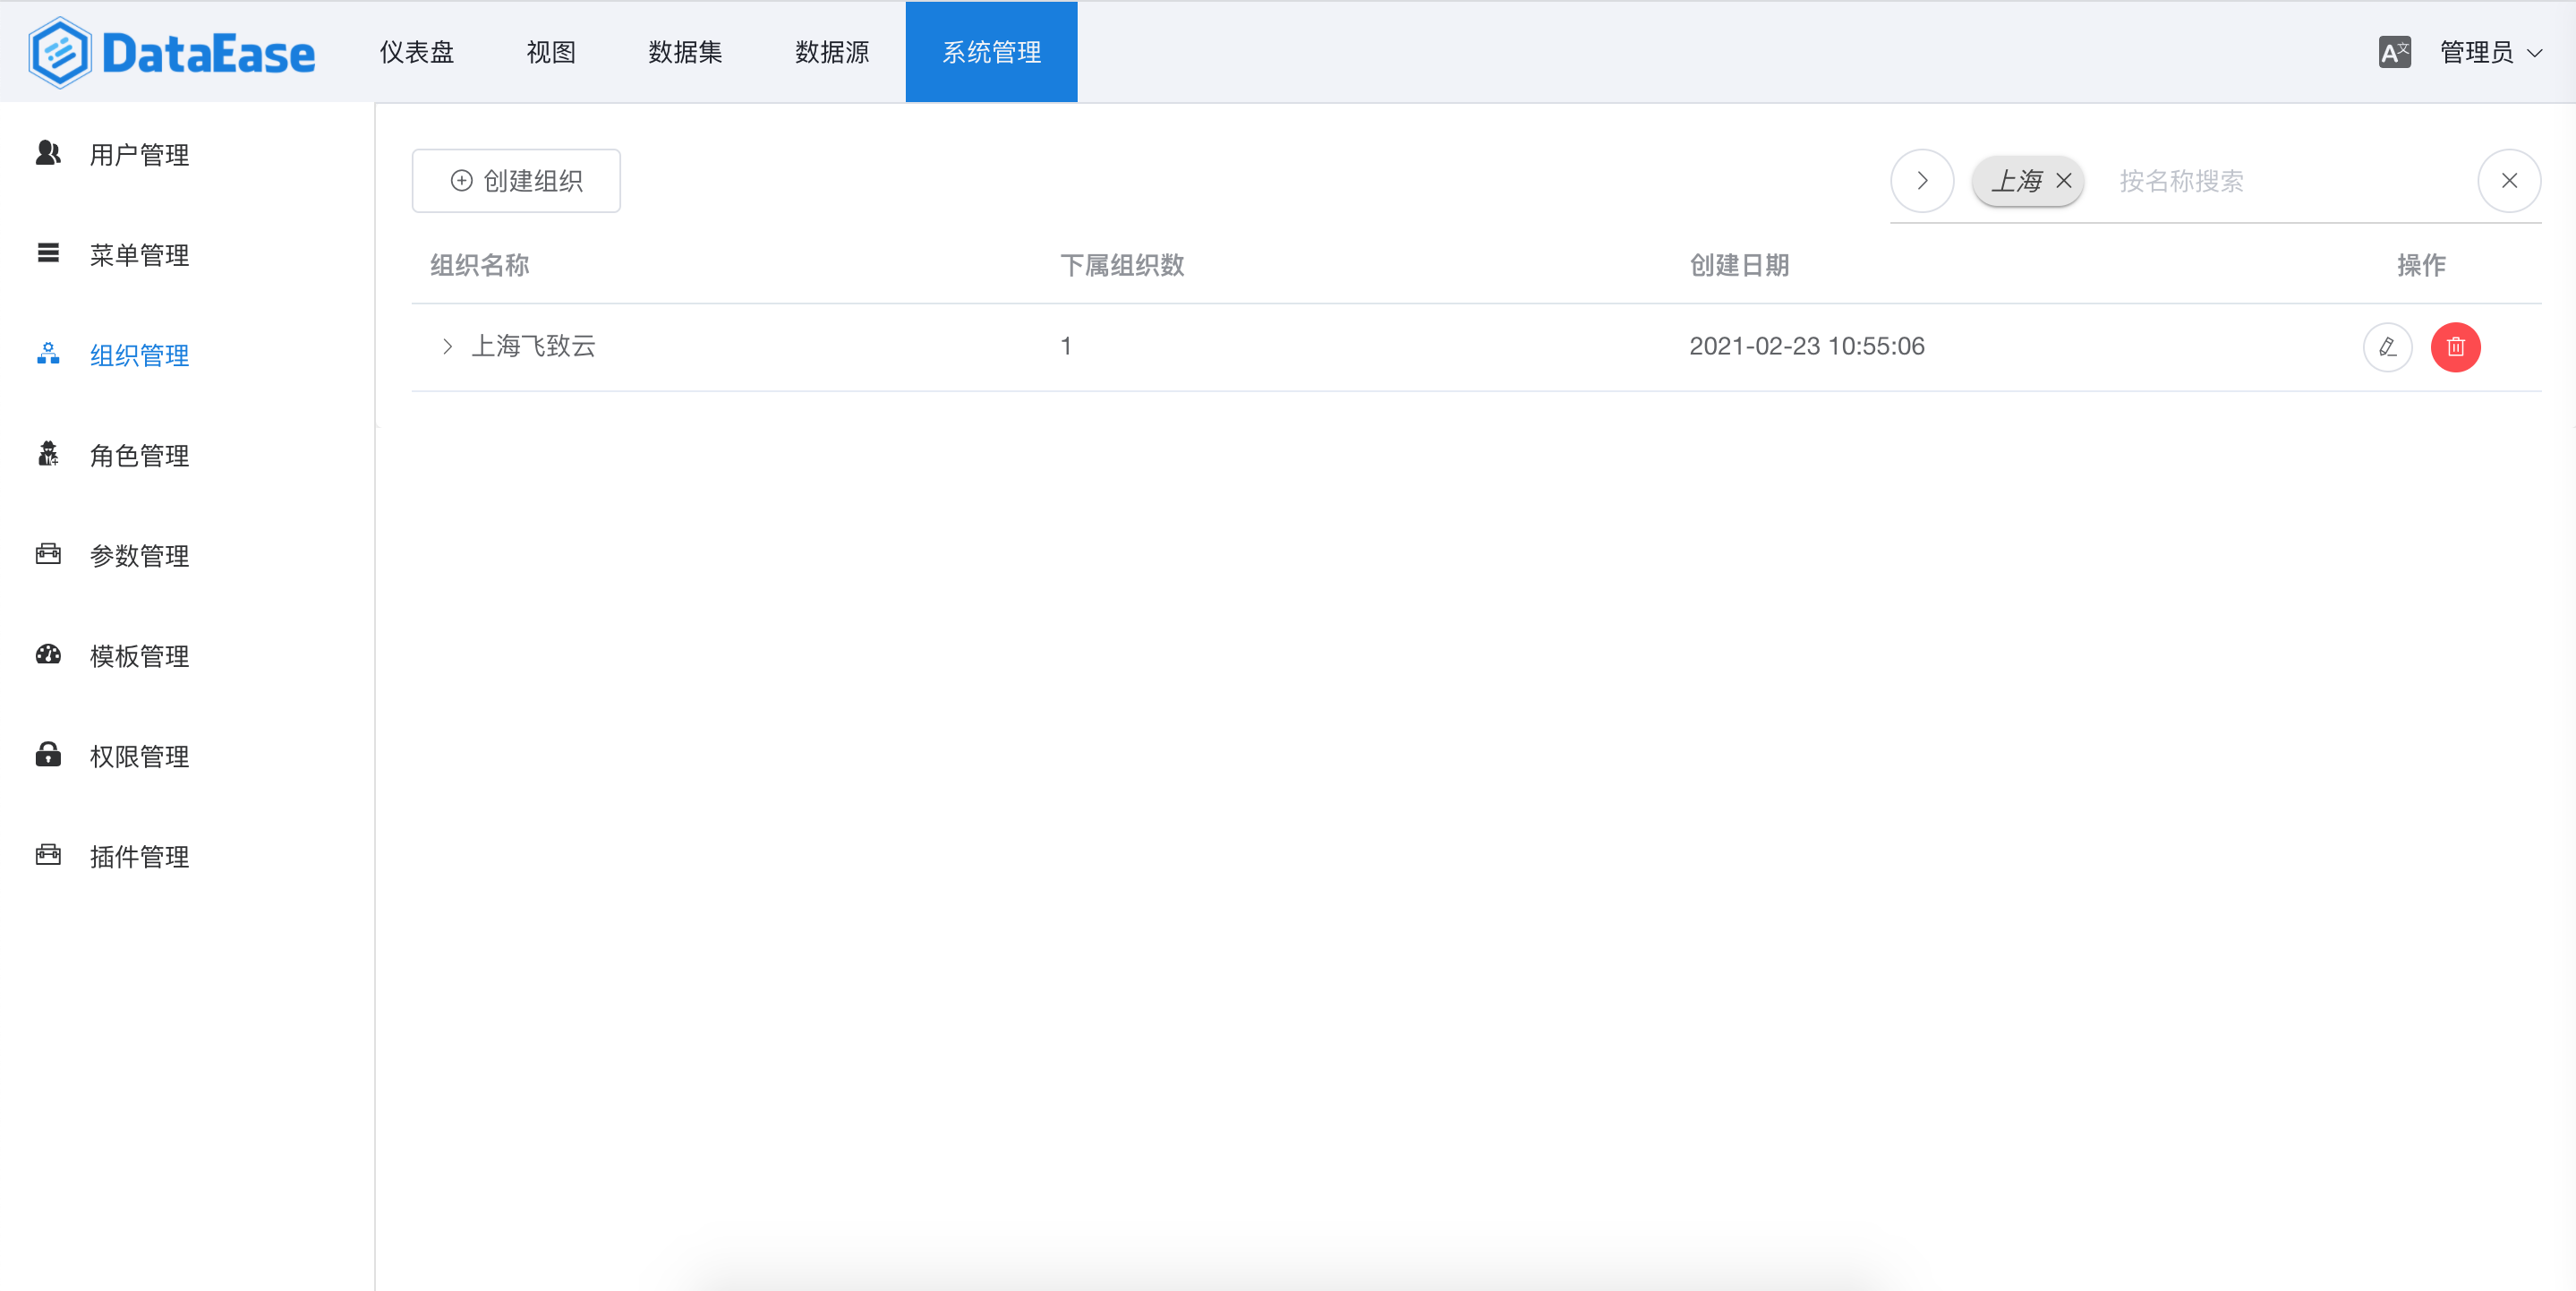 DataEase 仪表盘 视图 数据集 数据源 系统管理 A文 管理员
用户管理
菜单管理
组织管理
角色管理
参数管理
模板管理
权限管理
插件管理
创建组织 上海 按名称搜索
组织名称 下属组织数 创建日期 操作
上海飞致云 1 2021-02-23 10:55:06